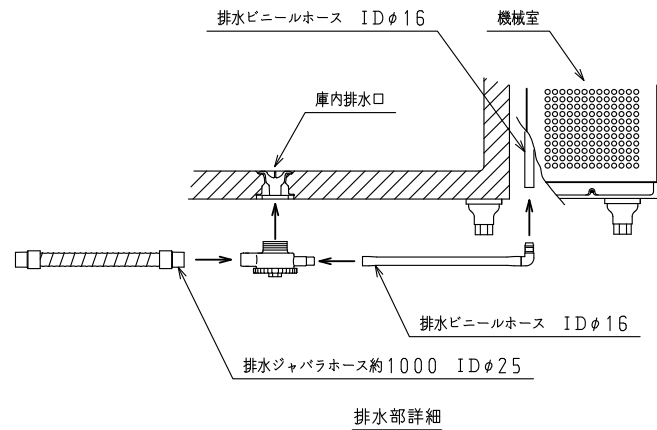 排水ビニールホース IDφ16
機械室
庫内排水口
排水ビニールホース IDφ16
排水ジャバラホース約1000 IDφ25
排水部詳細